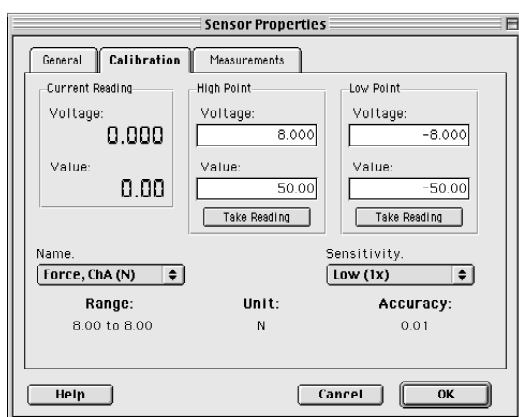 Sensor Properties
General
Calibration
Measurements
Current Reading
Voltage:
0.000
Value:
0.00
High Point
Voltage:
8.000
Value:
50.00
Take Reading
Low Point
Voltage:
-8.000
Value:
-50.00
Take Reading
Name.
Force, ChA (N)
Sensitivity.
Low (1x)
Range:
8.00 to 8.00
Unit:
N
Accuracy:
0.01
Help
Cancel
OK